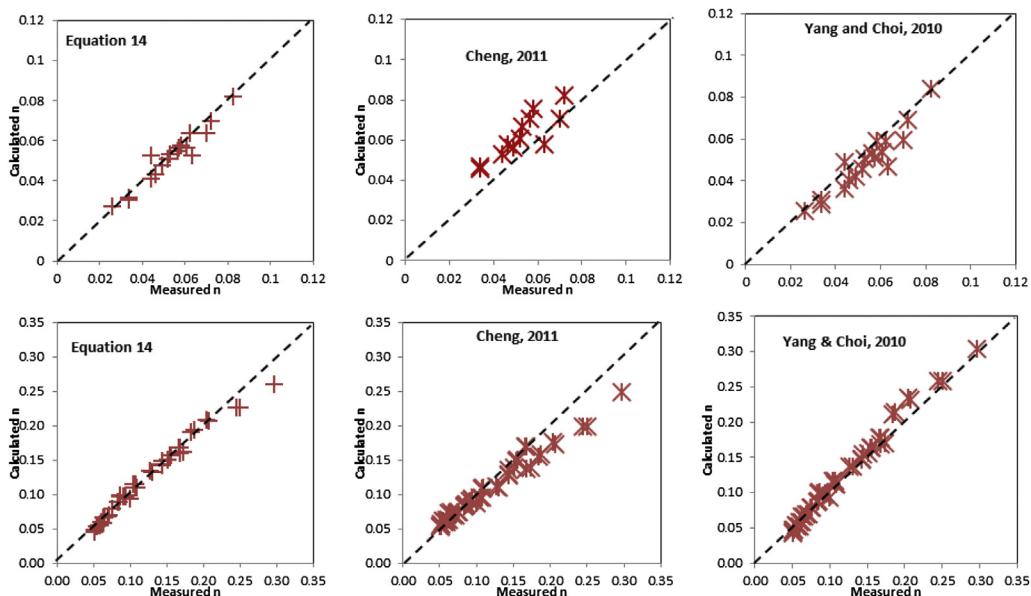 Equation 14
Calculated n
0.12
0.1
0.08
0.06
0.04
0.02
0
0 0.02 0.04 0.06 0.08 0.1 0.12
Measured n
Cheng, 2011
Calculated n
0.12
0.1
0.08
0.06
0.04
0.02
0
0 0.02 0.04 0.06 0.08 0.1 0.12
Measured n
Yang and Choi, 2010
Calculated n
0.12
0.1
0.08
0.06
0.04
0.02
0
0 0.02 0.04 0.06 0.08 0.1 0.12
Measured n
Equation 14
Calculated n
0.35
0.30
0.25
0.20
0.15
0.10
0.05
0.00
0.00 0.05 0.10 0.15 0.20 0.25 0.30 0.35
Measured n
Cheng, 2011
Calculated n
0.35
0.30
0.25
0.20
0.15
0.10
0.05
0.00
0.00 0.05 0.10 0.15 0.20 0.25 0.30 0.35
Measured n
Yang & Choi, 2010
Calculated n
0.35
0.30
0.25
0.20
0.15
0.10
0.05
0.00
0.00 0.05 0.10 0.15 0.20 0.25 0.30 0.35
Measured n